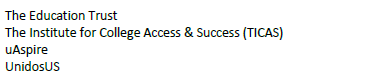 The Education Trust
The Institute for College Access & Success (TICAS)
uAspire
UnidosUS